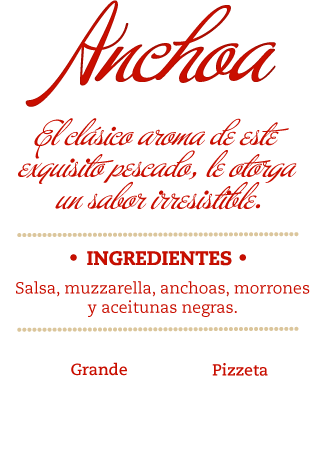 Anchoa
El clásico aroma de este
exquisito pescado, le otorga
un sabor irresistible.
• INGREDIENTES •
Salsa, muzzarella, anchoas, morrones
y aceitunas negras.
Grande Pizzeta